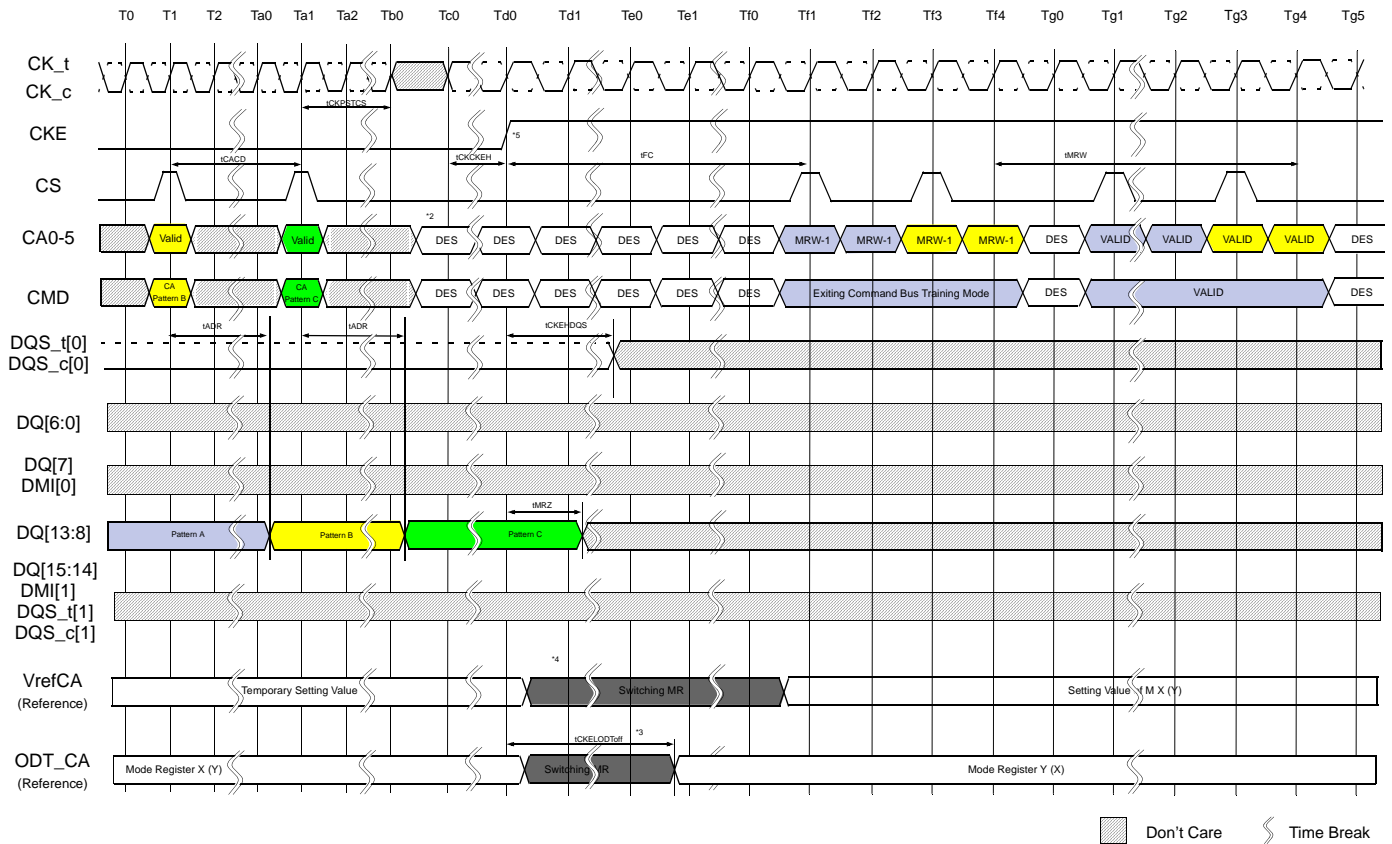 T0 T1 T2 Ta0 Ta1 Ta2 Tb0 Tc0 Td0 Td1 Te0 Te1 Tf0 Tf1 Tf2 Tf3 Tf4 Tg0 Tg1 Tg2 Tg3 Tg4 Tg5
CK_t
CK_c
tCKPSTCS
CKE
*5
tCACD
tCKCKEH
tFC
tMRW
CS
*2
CA0-5
Valid Valid DES DES DES DES DES DES MRW-1 MRW-1 MRW-1 MRW-1 DES VALID VALID VALID VALID DES
CMD
CA
Pattern B
CA
Pattern C
DES DES DES DES DES DES Exiting Command Bus Training Mode DES VALID DES
tADR tADR tCKEHDQS
DQS_t[0]
DQS_c[0]
DQ[6:0]
DQ[7]
DMI[0]
tMRZ
DQ[13:8]
Pattern A Pattern B Pattern C
DQ[15:14]
DMI[1]
DQS_t[1]
DQS_c[1]
*4
VrefCA
(Reference)
Temporary Setting Value Switching MR Setting Value of M X (Y)
*3
tCKELODToff
ODT_CA
(Reference)
Mode Register X (Y) Switching MR Mode Register Y (X)
Don't Care Time Break